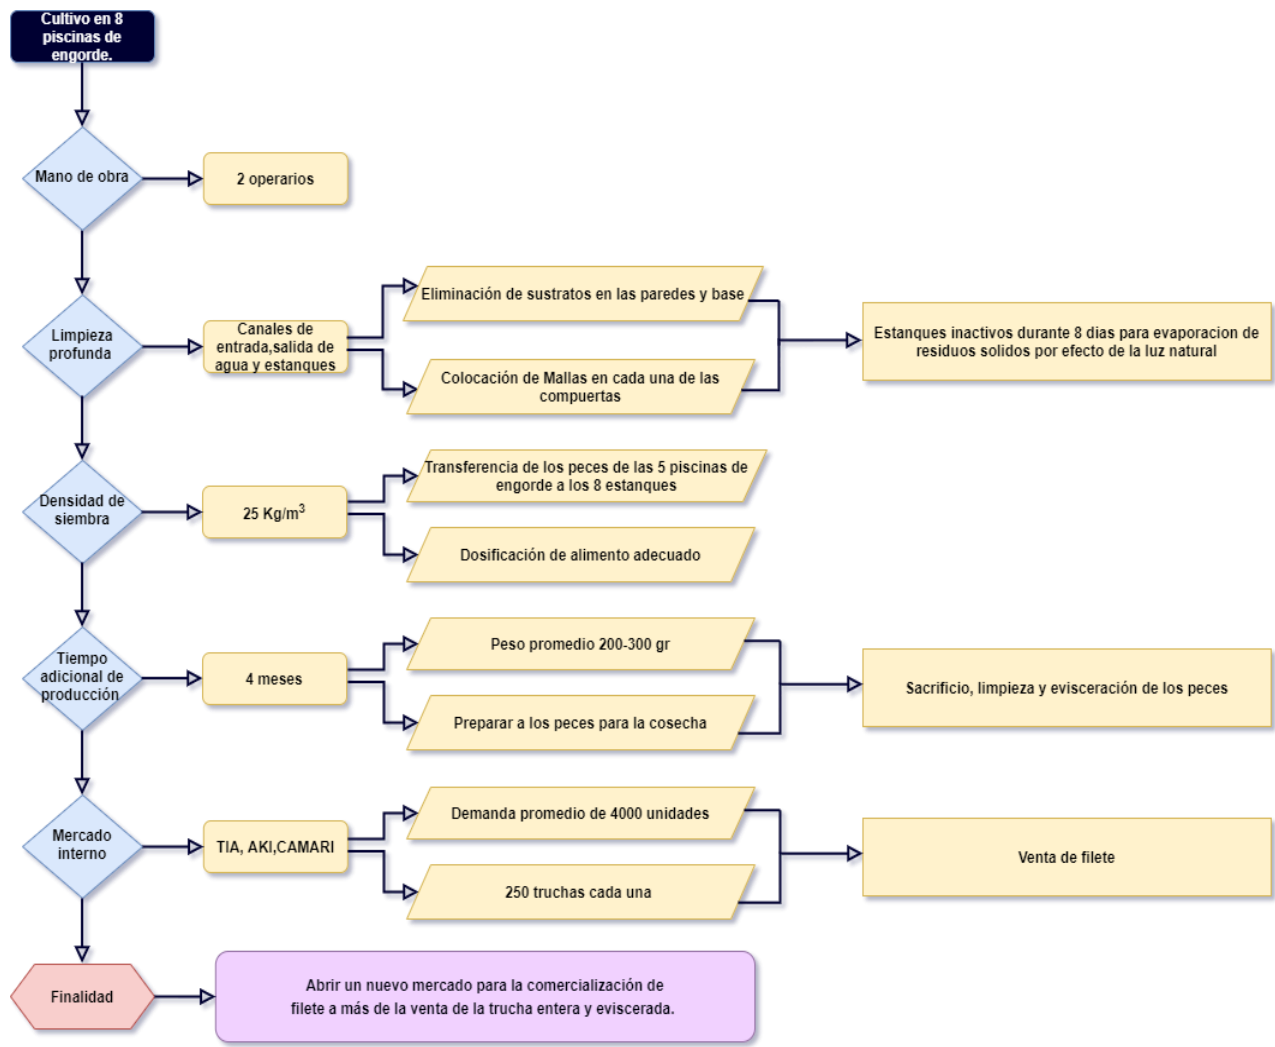 Cultivo en 8
piscinas de
engorde.
Mano de obra
2 operarios
Limpieza
profunda
Canales de
entrada,salida de
agua y estanques
Eliminación de sustratos en las paredes y base
Colocación de Mallas en cada una de las
compuertas
Estanques inactivos durante 8 dias para evaporacion de
residuos solidos por efecto de la luz natural
Densidad de
siembra
25 Kg/m³
Transferencia de los peces de las 5 piscinas de
engorde a los 8 estanques
Dosificación de alimento adecuado
Tiempo
adicional de
producción
4 meses
Peso promedio 200-300 gr
Preparar a los peces para la cosecha
Sacrificio, limpieza y evisceración de los peces
Mercado
interno
TIA, AKI,CAMARI
Demanda promedio de 4000 unidades
250 truchas cada una
Venta de filete
Finalidad
Abrir un nuevo mercado para la comercialización de
filete a más de la venta de la trucha entera y eviscerada.